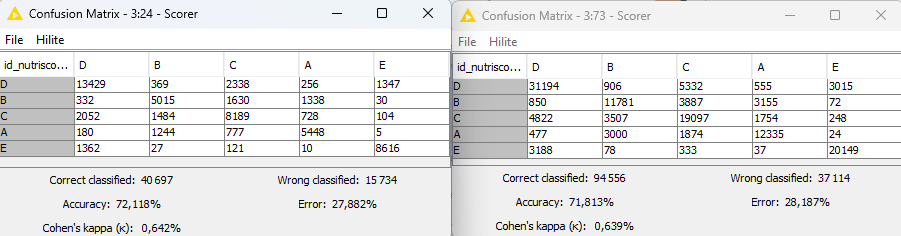 Confusion Matrix - 3:24 - Scorer
File Hilite
id_nutrisco... D B C A E
D 13429 369 2338 256 1347
B 332 5015 1630 1338 30
C 2052 1484 8189 728 104
A 180 1244 777 5448 5
E 1362 27 121 10 8616
Correct classified: 40 697 Wrong classified: 15 734
Accuracy: 72,118% Error: 27,882%
Cohen's kappa (κ): 0,642%
Confusion Matrix - 3:73 - Scorer
File Hilite
id_nutrisco... D B C A E
D 31194 906 5332 555 3015
B 850 11781 3887 3155 72
C 4822 3507 19097 1754 248
A 477 3000 1874 12335 24
E 3188 78 333 37 20149
Correct classified: 94 556 Wrong classified: 37 114
Accuracy: 71,813% Error: 28,187%
Cohen's kappa (κ): 0,639%